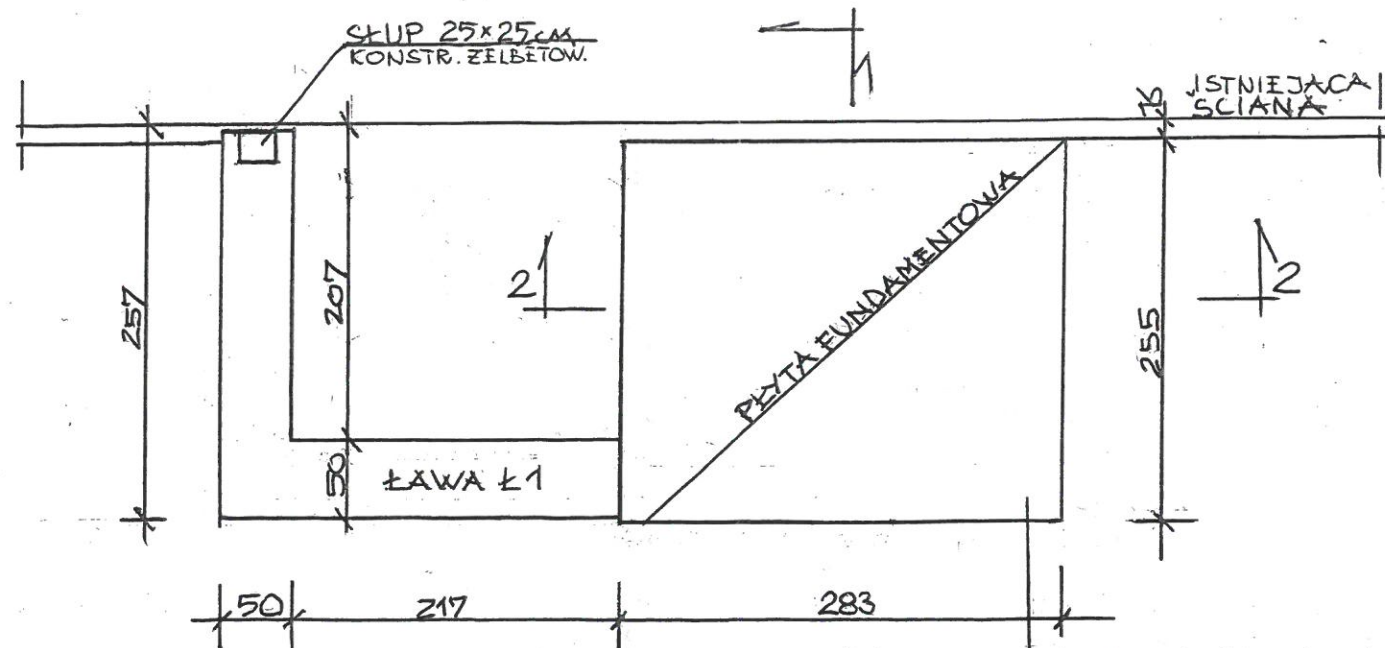 SŁUP 25×25cm
KONSTR. ŻELBETOW.
1
ISTNIEJĄCA
ŚCIANA
257
207
50
2
2
255
PŁYTA FUNDAMENTOWA
ŁAWA Ł1
50
217
283